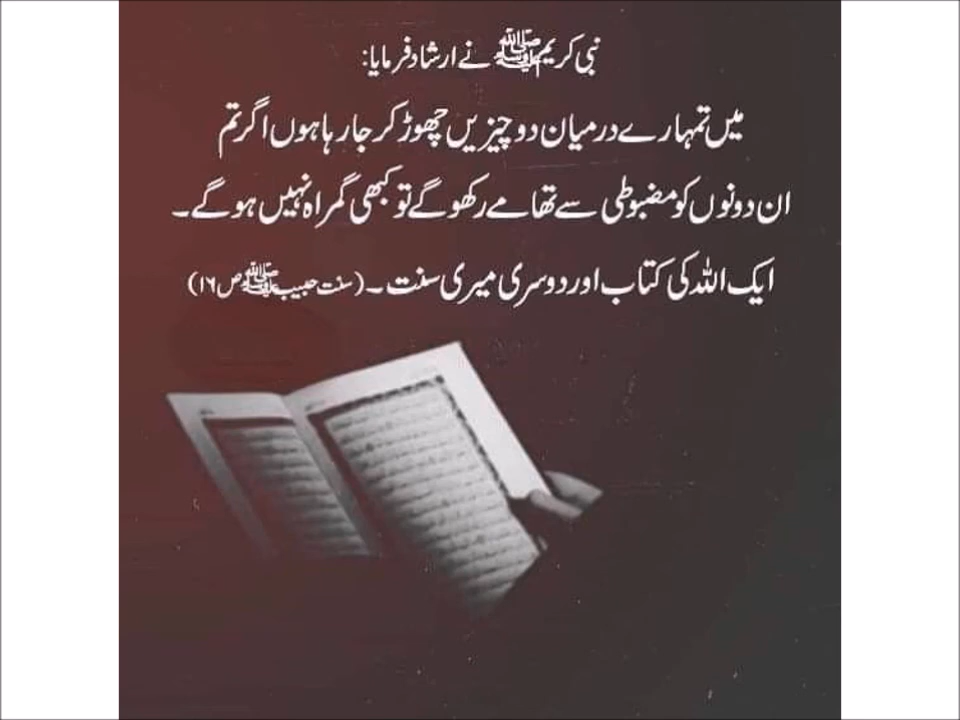 نبی کریم ﷺ نے ارشاد فرمایا:
میں تمہارے درمیان دو چیزیں چھوڑ کر جا رہا ہوں اگر تم
ان دونوں کو مضبوطی سے تھامے رکھو گے تو کبھی گمراہ نہیں ہو گے۔
ایک اللہ کی کتاب اور دوسری میری سنت۔ (سنت حبیب ﷺ ص ۱۶)